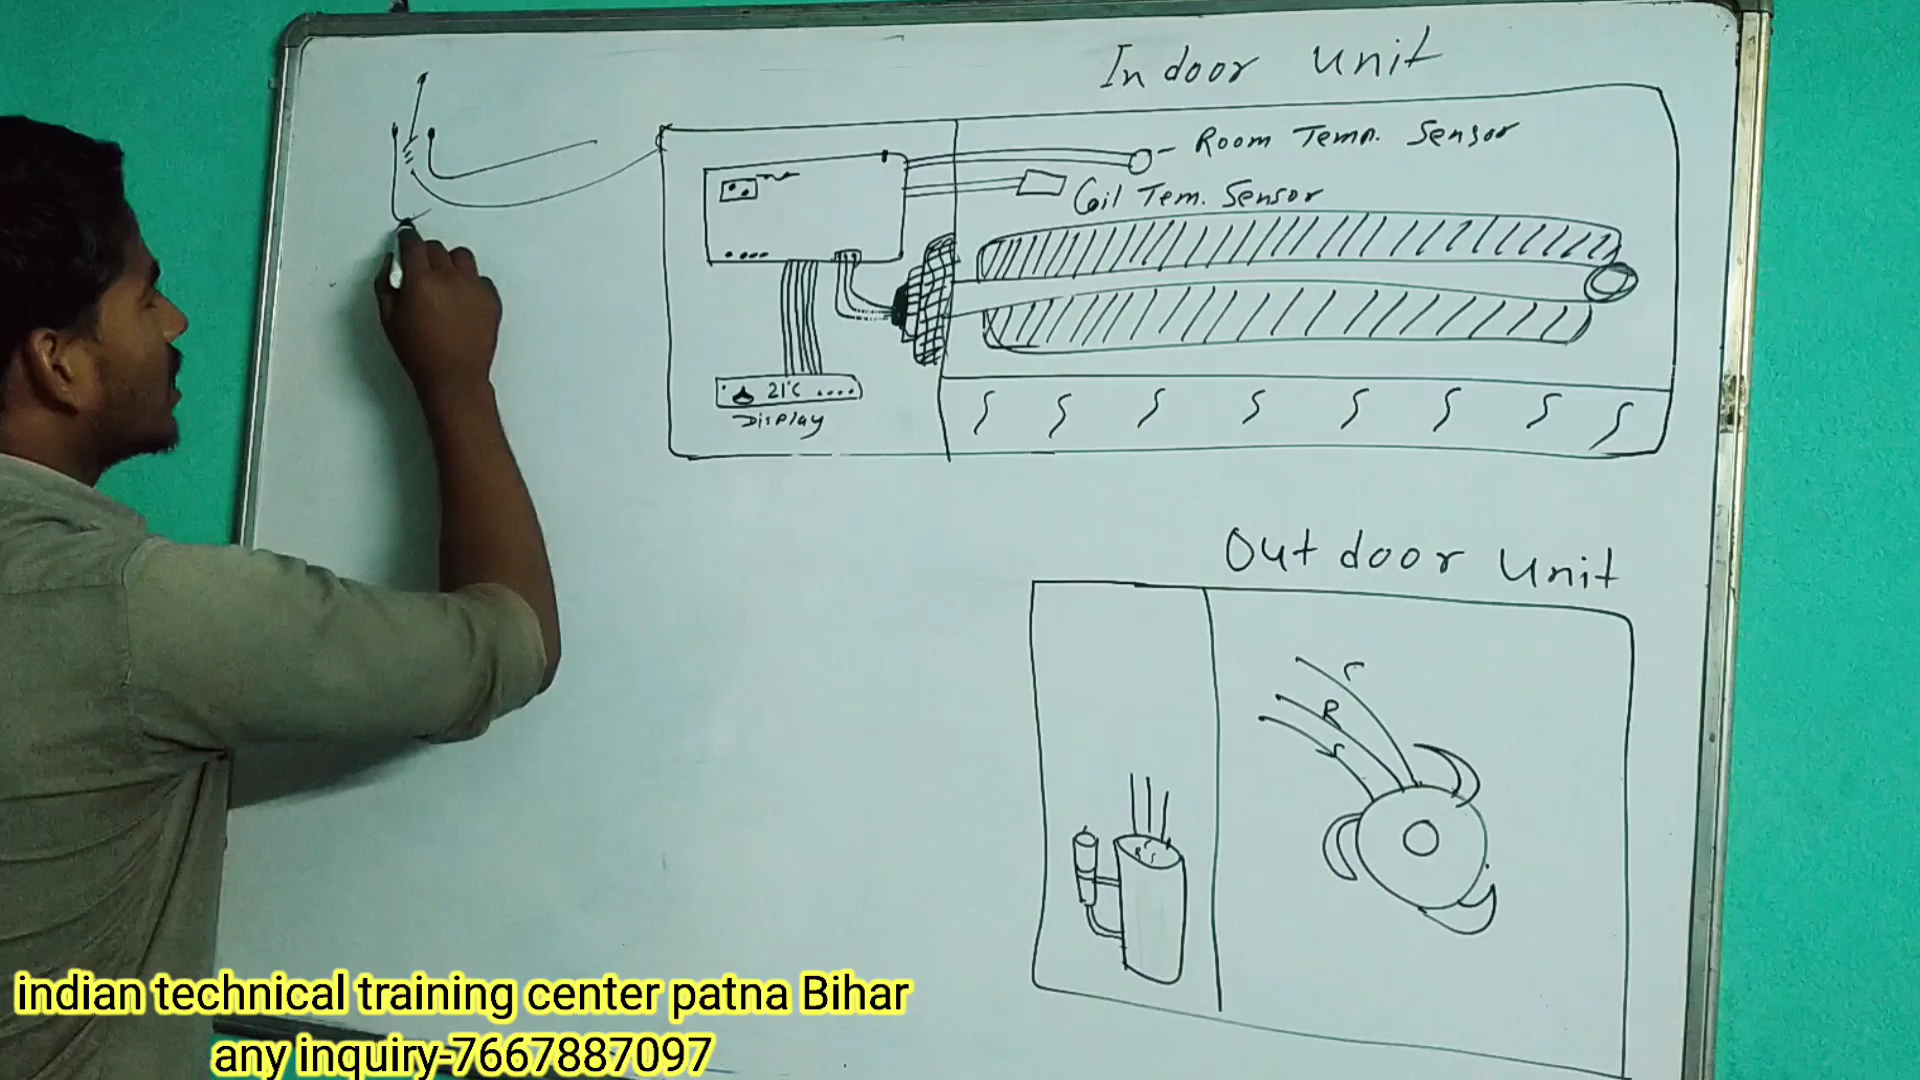 Indoor unit
Room Temp. Sensor
Coil Tem. Sensor
21°C
Display
Outdoor unit
C
R
S
R C S
indian technical training center patna Bihar
any inquiry-7667887097